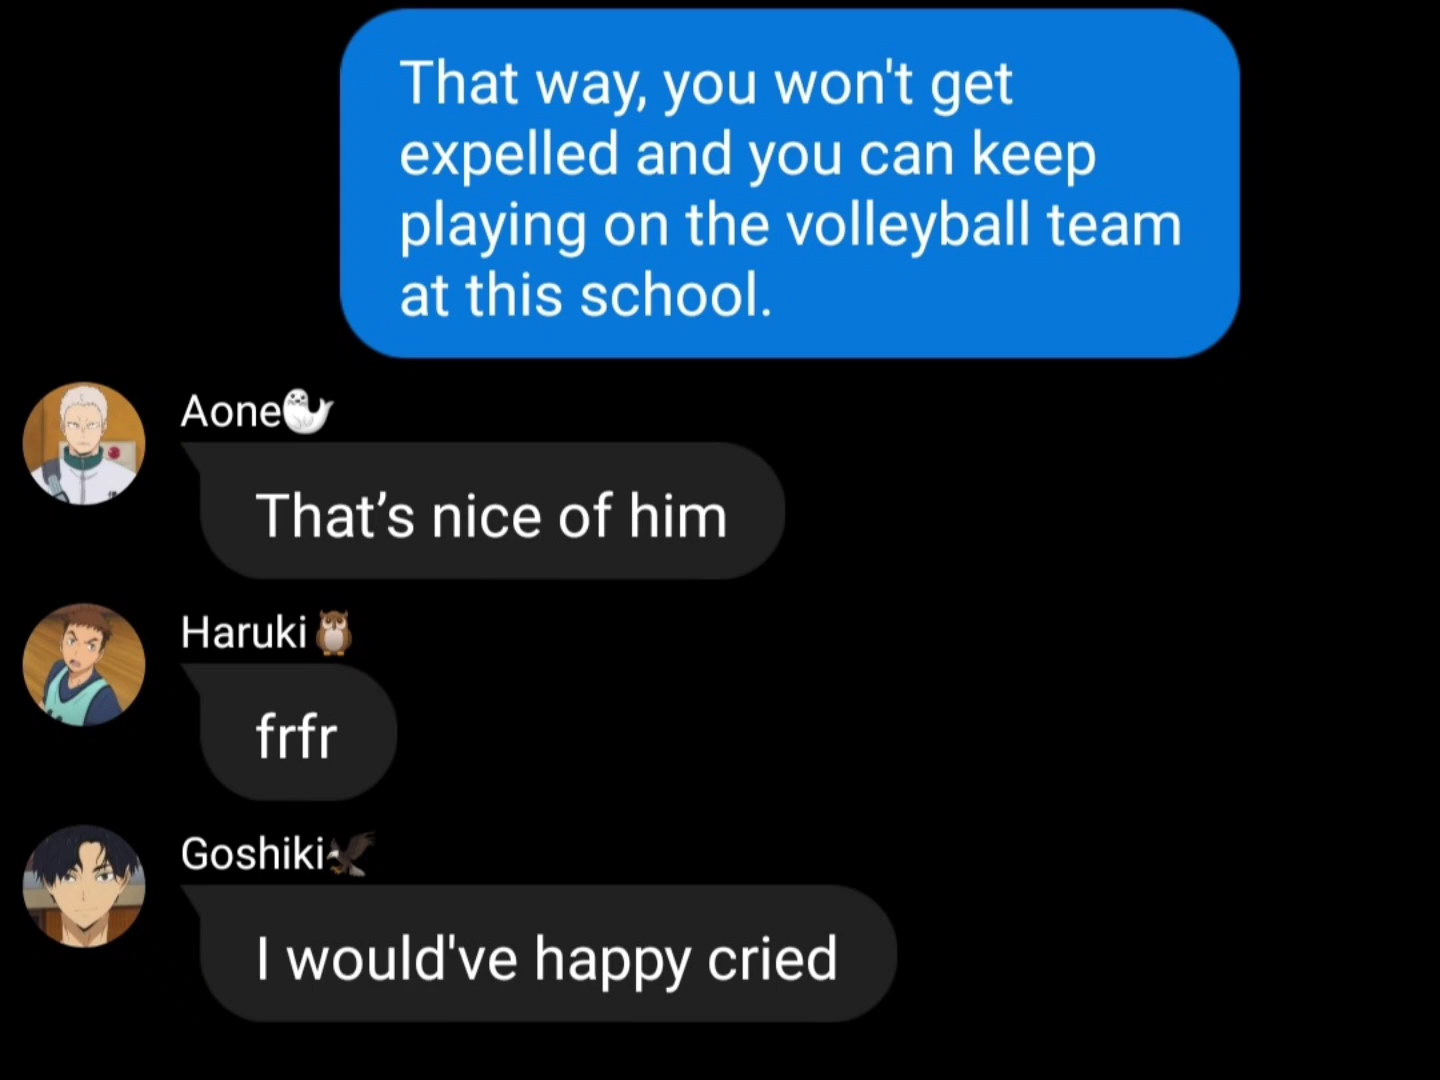 That way, you won't get
expelled and you can keep
playing on the volleyball team
at this school.
Aone🦭
That’s nice of him
Haruki🦉
frfr
Goshiki🦅
I would've happy cried